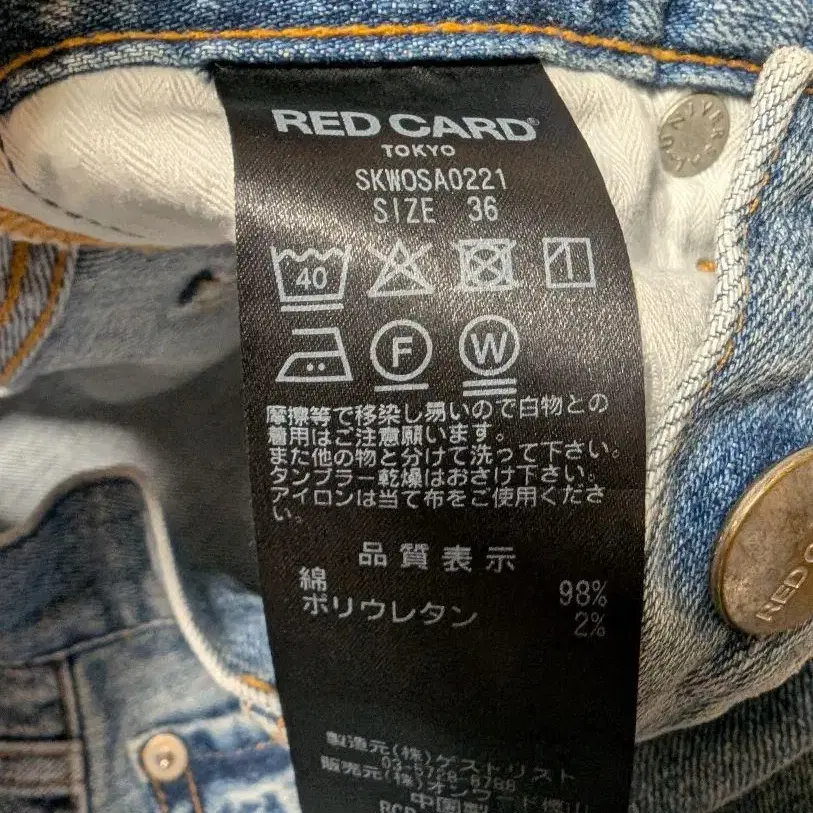 RED CARD®
TOKYO
SKWOSA0221
SIZE 36
40
F W
摩擦等で移染し易いので白物との
着用はご注意願います。
また他の物と分けて洗って下さい。
タンブラー乾燥はおさけ下さい。
アイロンは当て布をご使用くださ
い。
品質表示
綿 98%
ポリウレタン 2%
製造元(株)ゲストリスト
販売元(株)オンワード樫山
中国製
RED
UNIVER